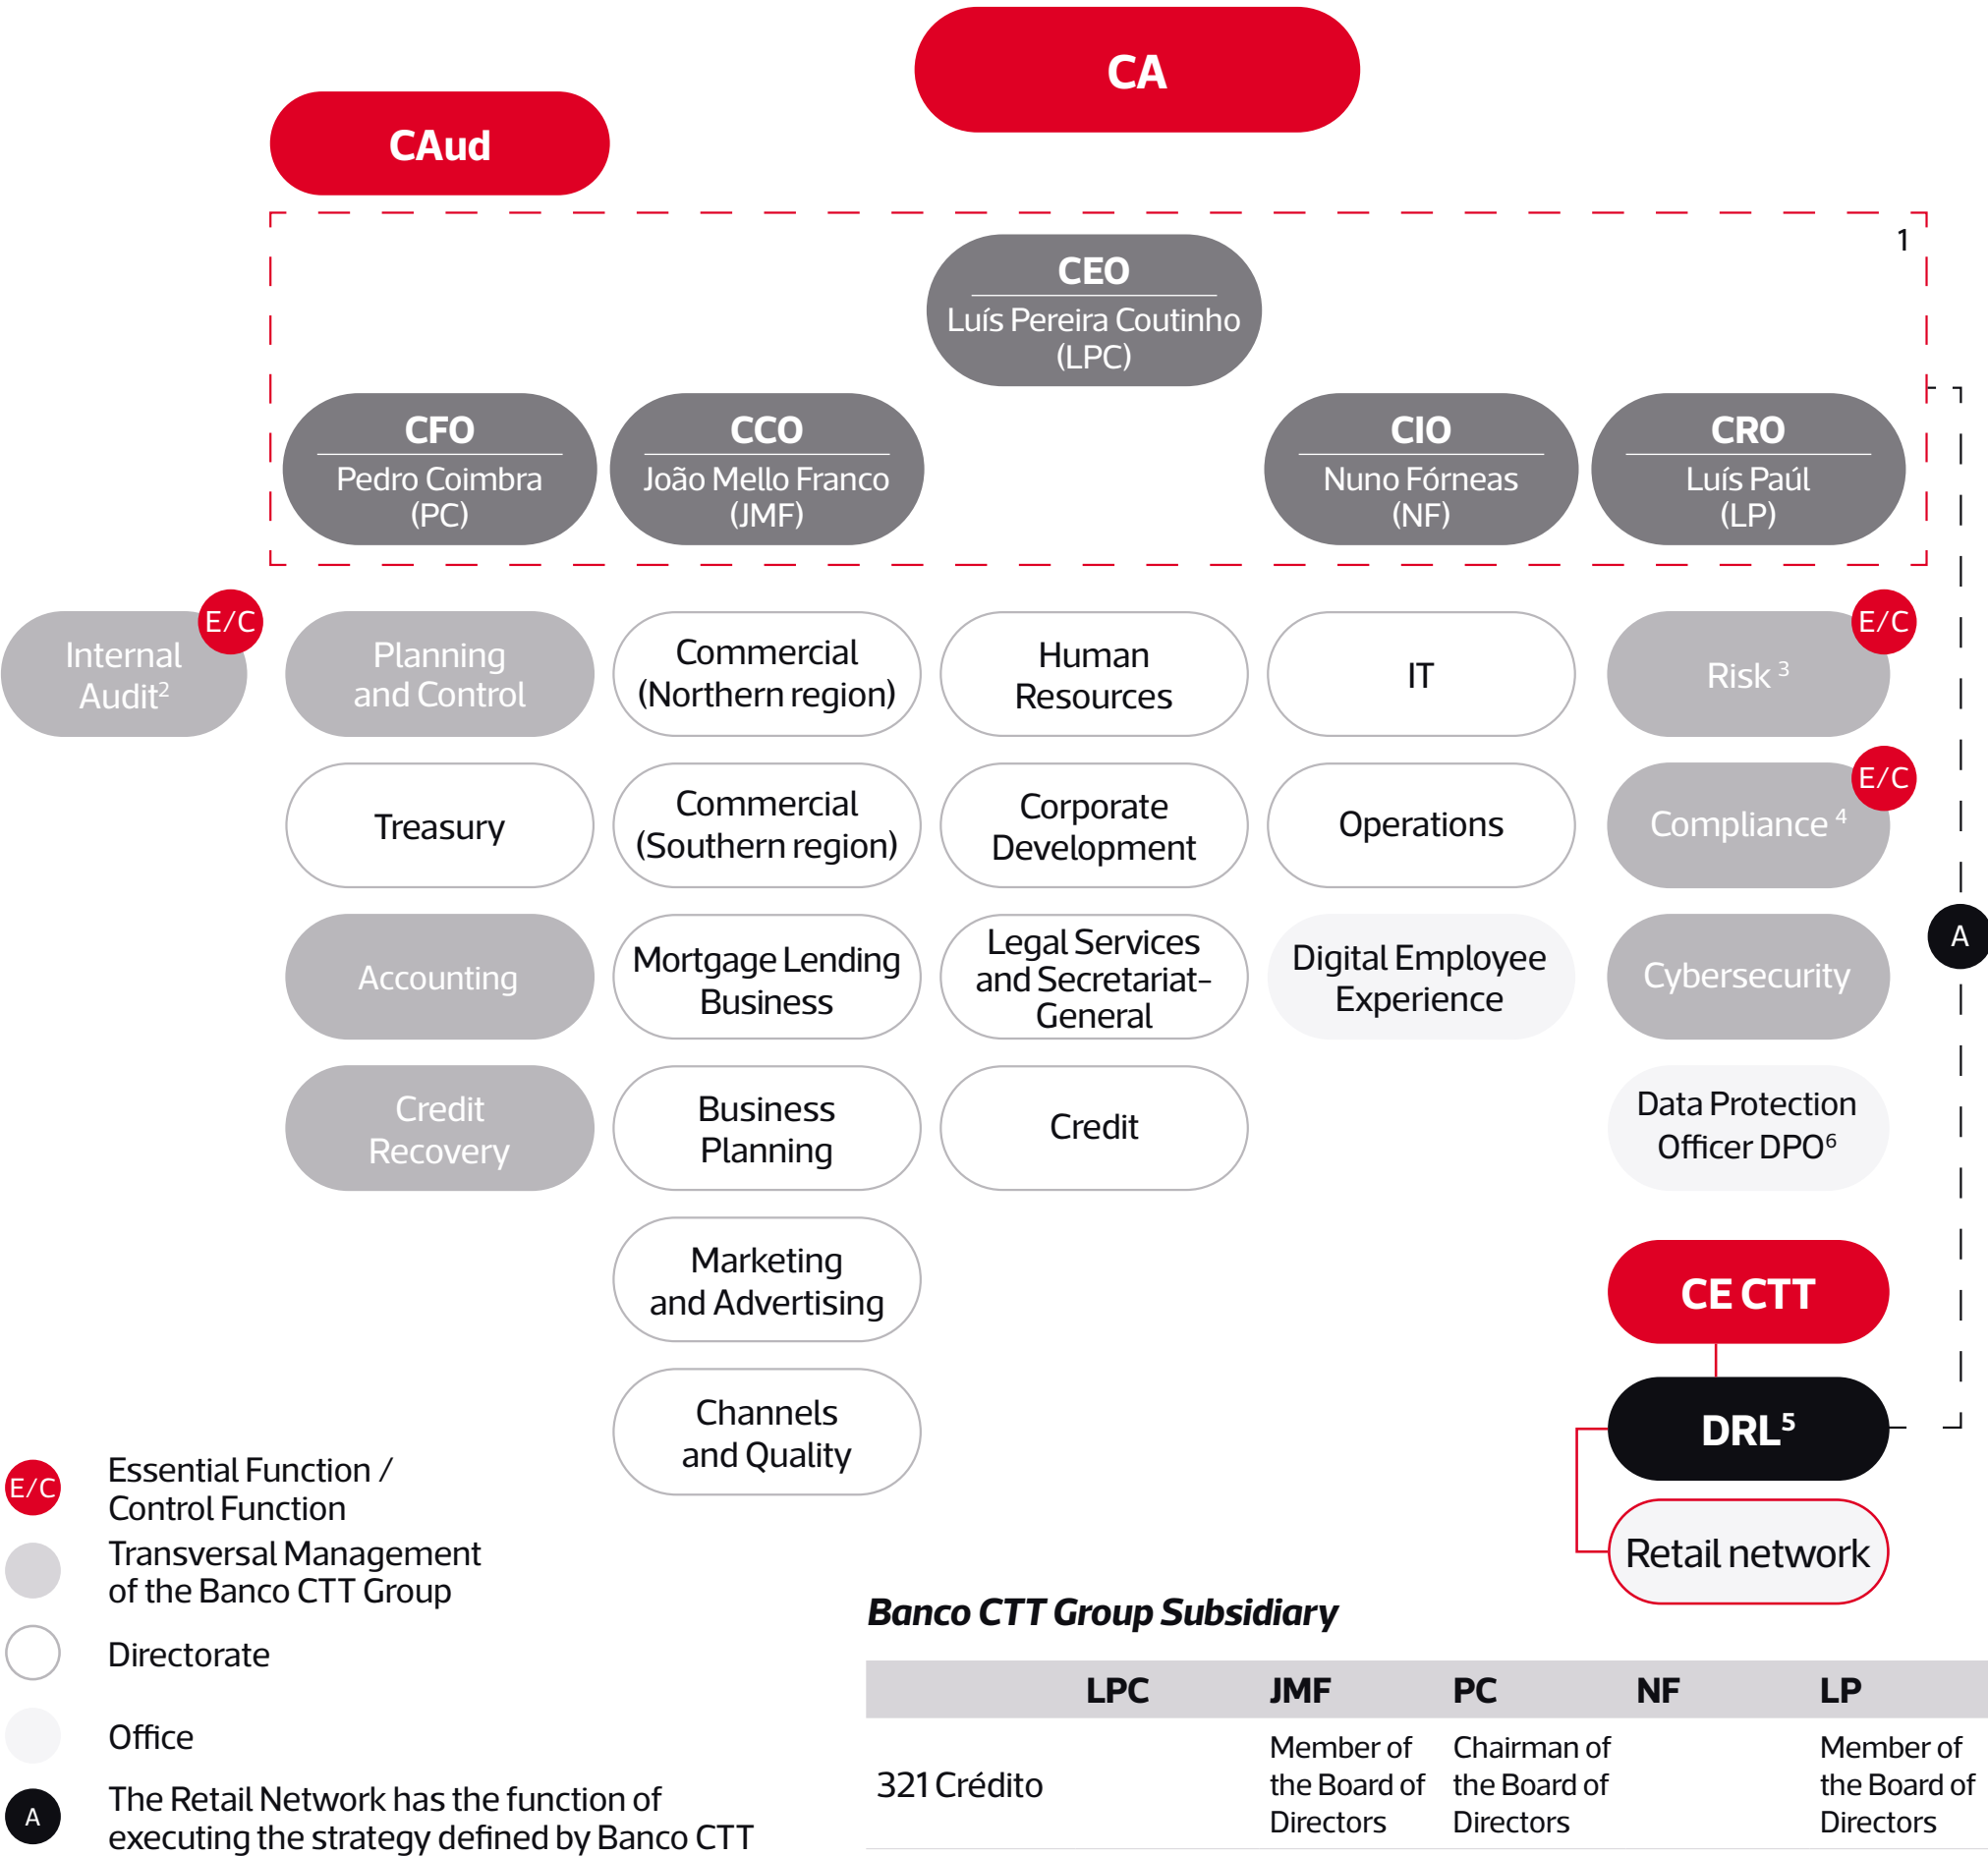 CA
CAud
1
CEO
Luís Pereira Coutinho
(LPC)
CFO
Pedro Coimbra
(PC)
CCO
João Mello Franco
(JMF)
CIO
Nuno Fórneas
(NF)
CRO
Luís Paúl
(LP)
E/C
Internal
Audit²
Planning
and Control
Commercial
(Northern region)
Human
Resources
IT
E/C
Risk ³
Treasury
Commercial
(Southern region)
Corporate
Development
Operations
E/C
Compliance ⁴
Accounting
Mortgage Lending
Business
Legal Services
and Secretariat-
General
Digital Employee
Experience
Cybersecurity
A
Credit
Recovery
Business
Planning
Credit
Data Protection
Officer DPO⁶
Marketing
and Advertising
CE CTT
Channels
and Quality
DRL⁵
Retail network
E/C
Essential Function /
Control Function
Transversal Management
of the Banco CTT Group
Directorate
Office
A
The Retail Network has the function of
executing the strategy defined by Banco CTT
Banco CTT Group Subsidiary
LPC JMF PC NF LP
321 Crédito
Member of
the Board of
Directors
Chairman of
the Board of
Directors
Member of
the Board of
Directors